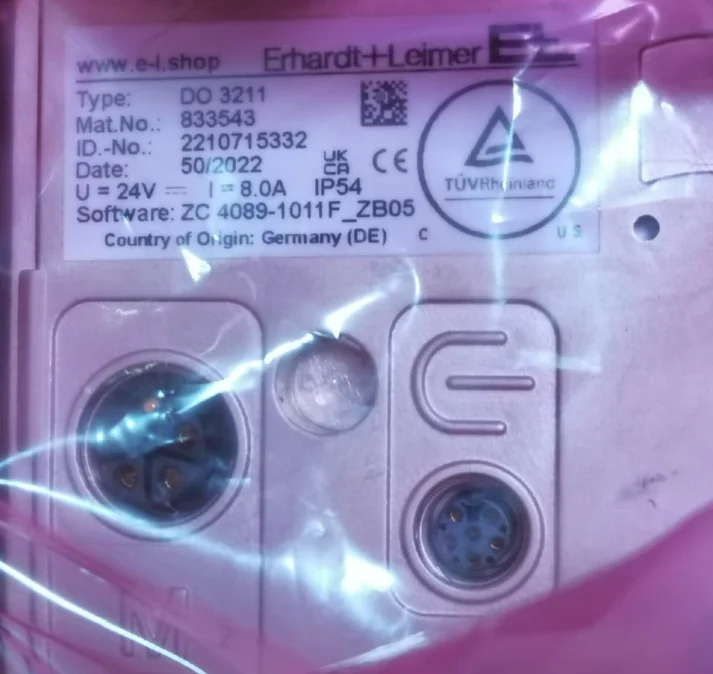 www.e-l.shop Erhardt+Leimer EL
Type: DO 3211
Mat.No.: 833543
ID.-No.: 2210715332
Date: 50/2022
UK CA CE
U = 24V ⎓ I = 8.0A IP54
Software: ZC 4089-1011F_ZB05
Country of Origin: Germany (DE)
TÜVRheinland
C US
M